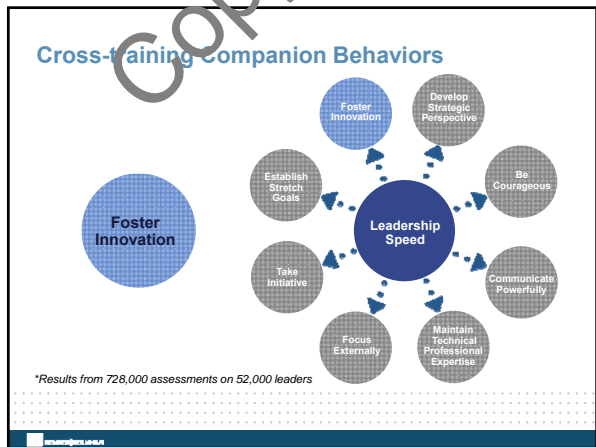 Cross-training Companion Behaviors
Foster
Innovation
Foster
Innovation
Develop
Strategic
Perspective
Be
Courageous
Communicate
Powerfully
Maintain
Technical
Professional
Expertise
Focus
Externally
Take
Initiative
Establish
Stretch
Goals
Leadership
Speed
*Results from 728,000 assessments on 52,000 leaders